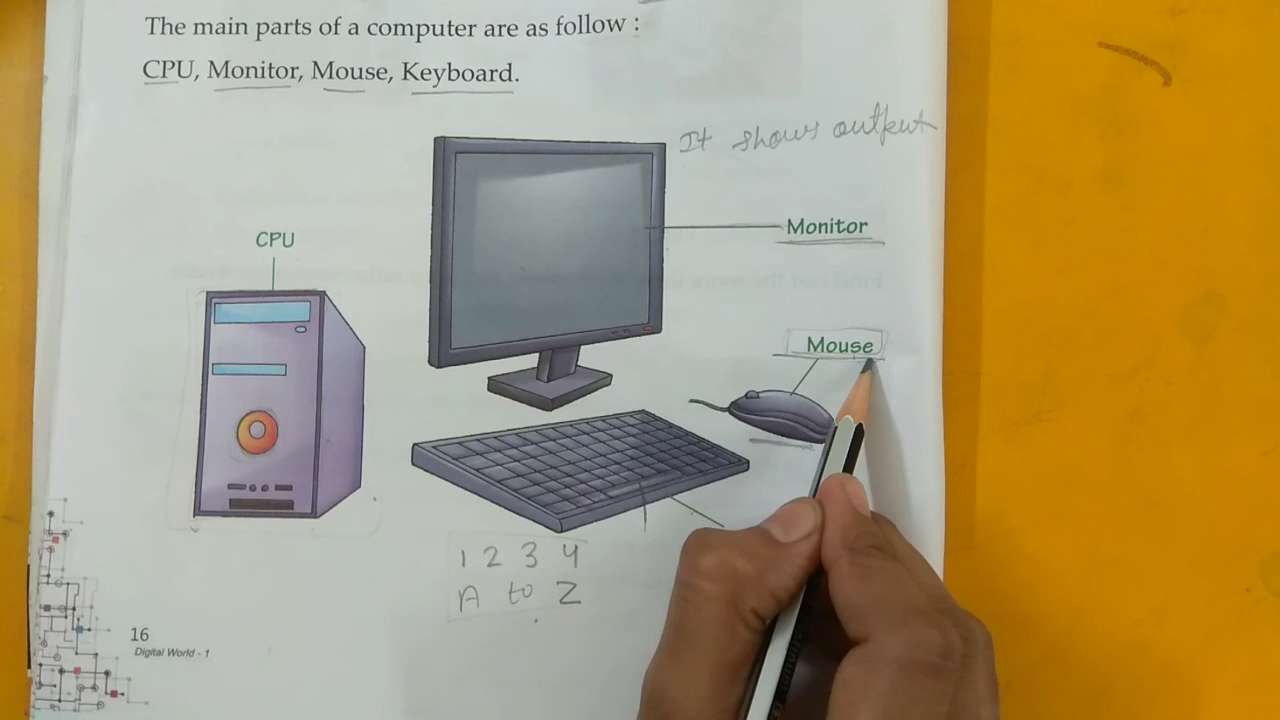 The main parts of a computer are as follow :
CPU, Monitor, Mouse, Keyboard.
It shows output
Monitor
CPU
Mouse
1 2 3 4
A to Z
16
Digital World - 1